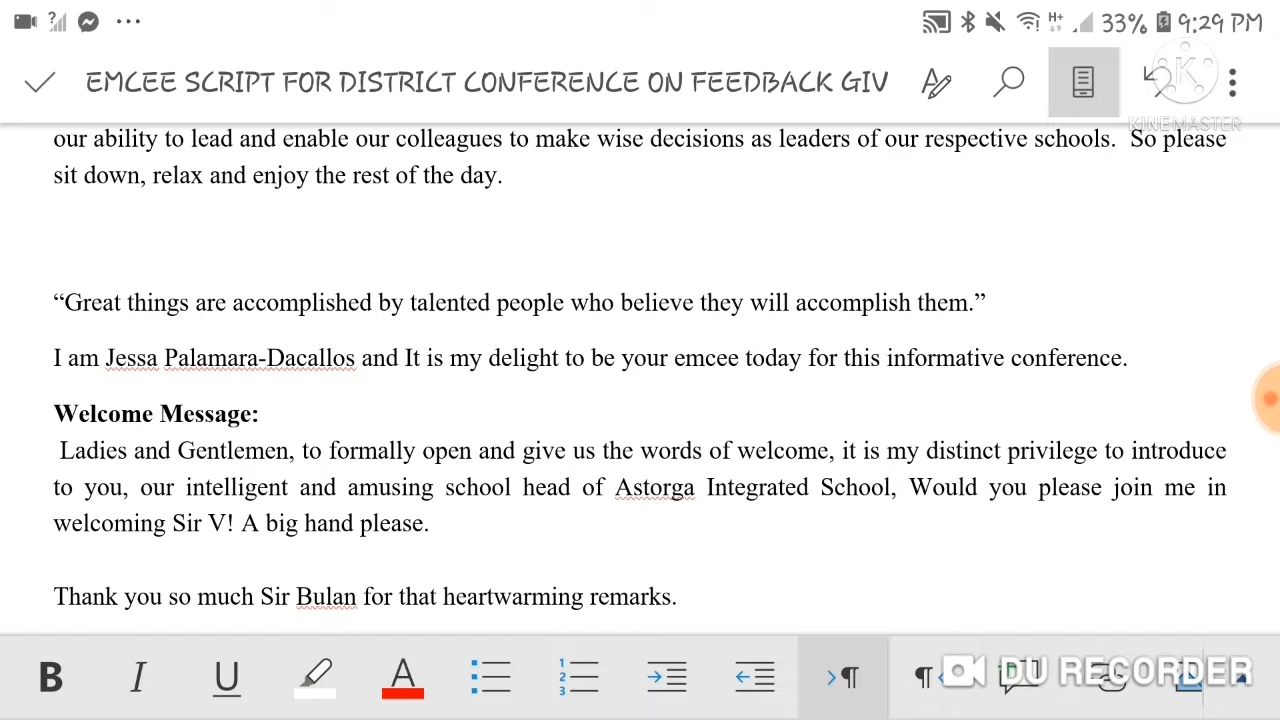 ? H+ 33% 9:29 PM
EMCEE SCRIPT FOR DISTRICT CONFERENCE ON FEEDBACK GIV
K
KINEMASTER
our ability to lead and enable our colleagues to make wise decisions as leaders of our respective schools. So please
sit down, relax and enjoy the rest of the day.
“Great things are accomplished by talented people who believe they will accomplish them.”
I am Jessa Palamara-Dacallos and It is my delight to be your emcee today for this informative conference.
Welcome Message:
Ladies and Gentlemen, to formally open and give us the words of welcome, it is my distinct privilege to introduce
to you, our intelligent and amusing school head of Astorga Integrated School, Would you please join me in
welcoming Sir V! A big hand please.
Thank you so much Sir Bulan for that heartwarming remarks.
B I U A 1 2 3 ¶ ¶ DU RECORDER